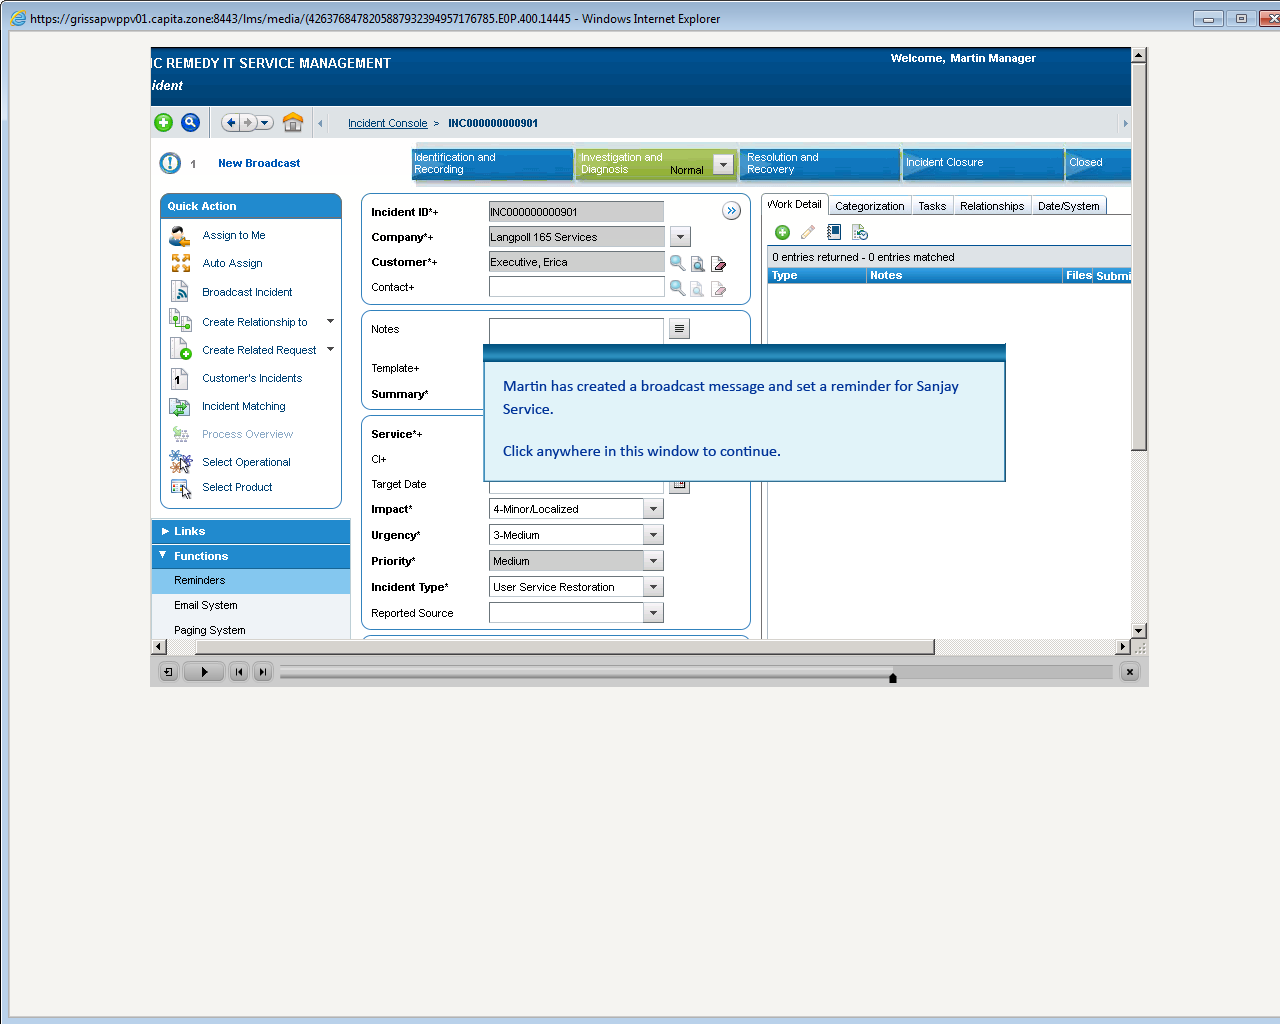 https://grissapwppv01.capita.zone:8443/lms/media/(4263768478205887932394957176785.E0P.400.14445 - Windows Internet Explorer
IC REMEDY IT SERVICE MANAGEMENT
Welcome, Martin Manager
ident
Incident Console > INC000000000901
1 New Broadcast
Identification and Recording
Investigation and Diagnosis Normal
Resolution and Recovery
Incident Closure
Closed
Quick Action
Assign to Me
Auto Assign
Broadcast Incident
Create Relationship to
Create Related Request
Customer's Incidents
Incident Matching
Process Overview
Select Operational
Select Product
Links
Functions
Reminders
Email System
Paging System
Incident ID*+ INC000000000901
Company*+ Langpoll 165 Services
Customer*+ Executive, Erica
Contact+
Notes
Template+
Summary*
Service*+
CI+
Target Date
Impact* 4-Minor/Localized
Urgency* 3-Medium
Priority* Medium
Incident Type* User Service Restoration
Reported Source
Work Detail Categorization Tasks Relationships Date/System
0 entries returned - 0 entries matched
Type Notes Files Submi
Martin has created a broadcast message and set a reminder for Sanjay
Service.
Click anywhere in this window to continue.